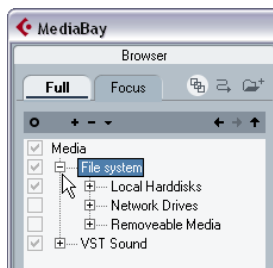 MediaBay
Browser
Full Focus
Media
File system
Local Harddisks
Network Drives
Removeable Media
VST Sound